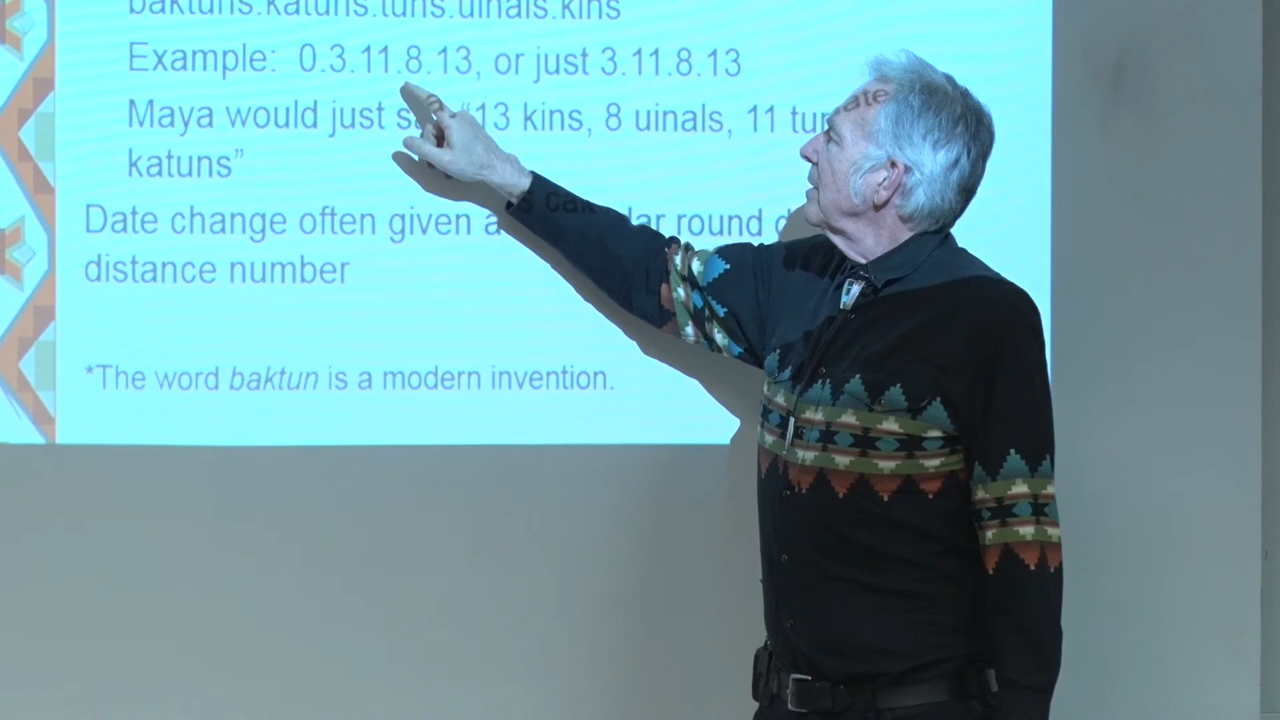 baktuns.katuns.tuns.uinals.kins
Example: 0.3.11.8.13, or just 3.11.8.13
Maya would just "13 kins, 8 uinals, 11
katuns"
Date change often given round
distance number
*The word baktun is a modern invention.